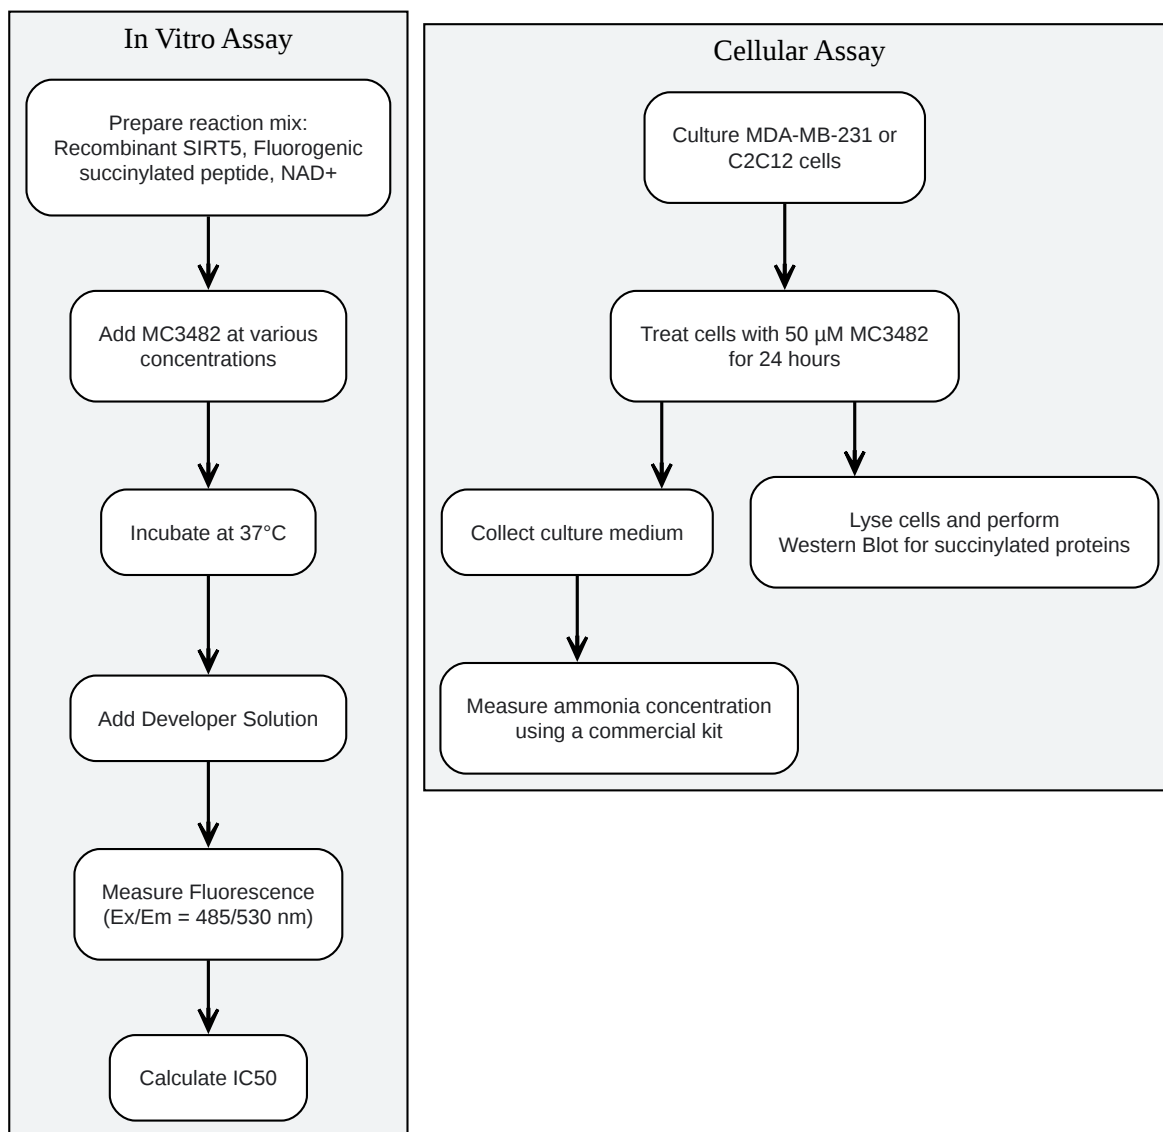 In Vitro Assay
Prepare reaction mix:
Recombinant SIRT5, Fluorogenic
succinylated peptide, NAD+
Add MC3482 at various
concentrations
Incubate at 37°C
Add Developer Solution
Measure Fluorescence
(Ex/Em = 485/530 nm)
Calculate IC50
Cellular Assay
Culture MDA-MB-231 or
C2C12 cells
Treat cells with 50 µM MC3482
for 24 hours
Collect culture medium
Lyse cells and perform
Western Blot for succinylated proteins
Measure ammonia concentration
using a commercial kit